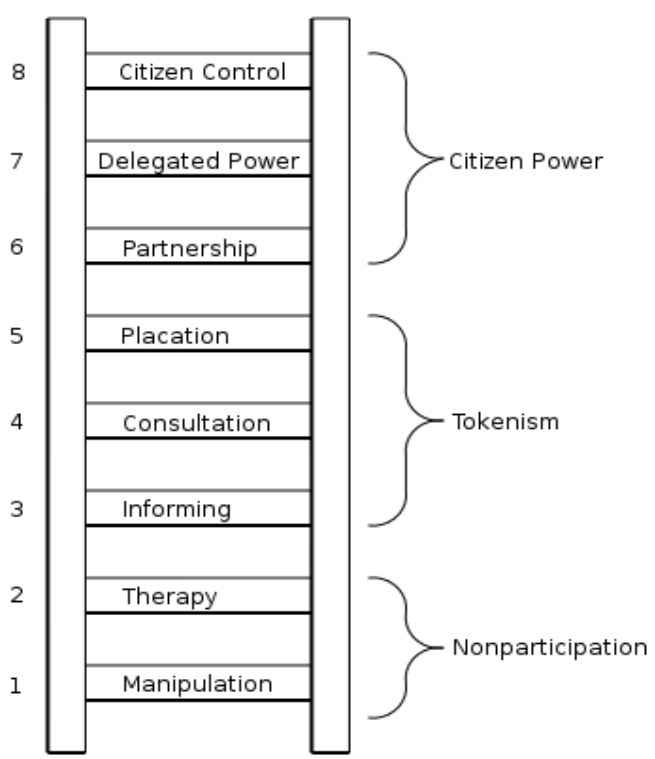 8 Citizen Control
7 Delegated Power
Citizen Power
6 Partnership
5 Placation
4 Consultation
Tokenism
3 Informing
2 Therapy
Nonparticipation
1 Manipulation